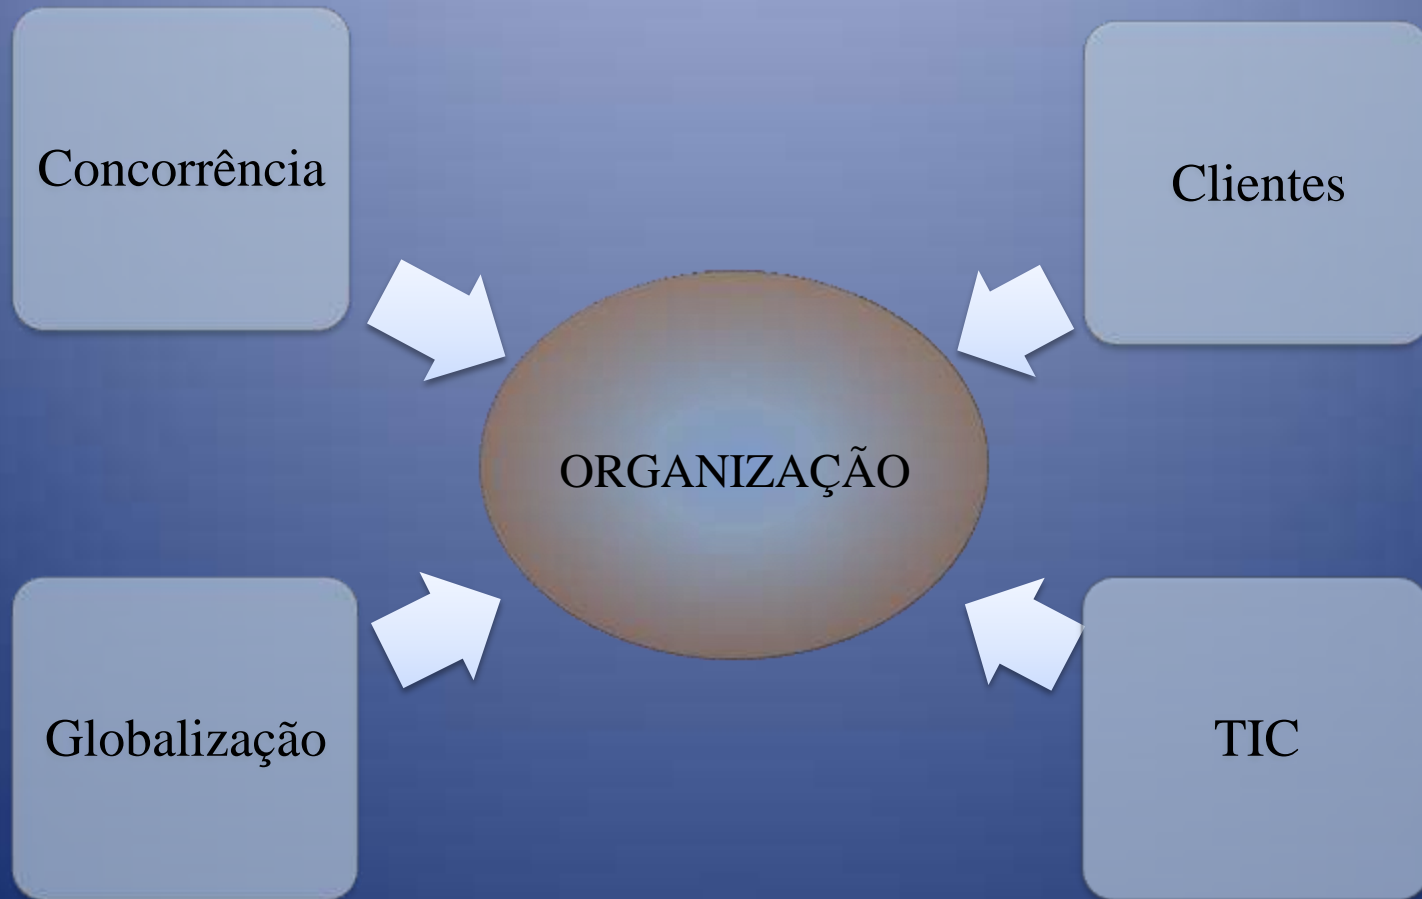 Concorrência
Clientes
ORGANIZAÇÃO
Globalização
TIC